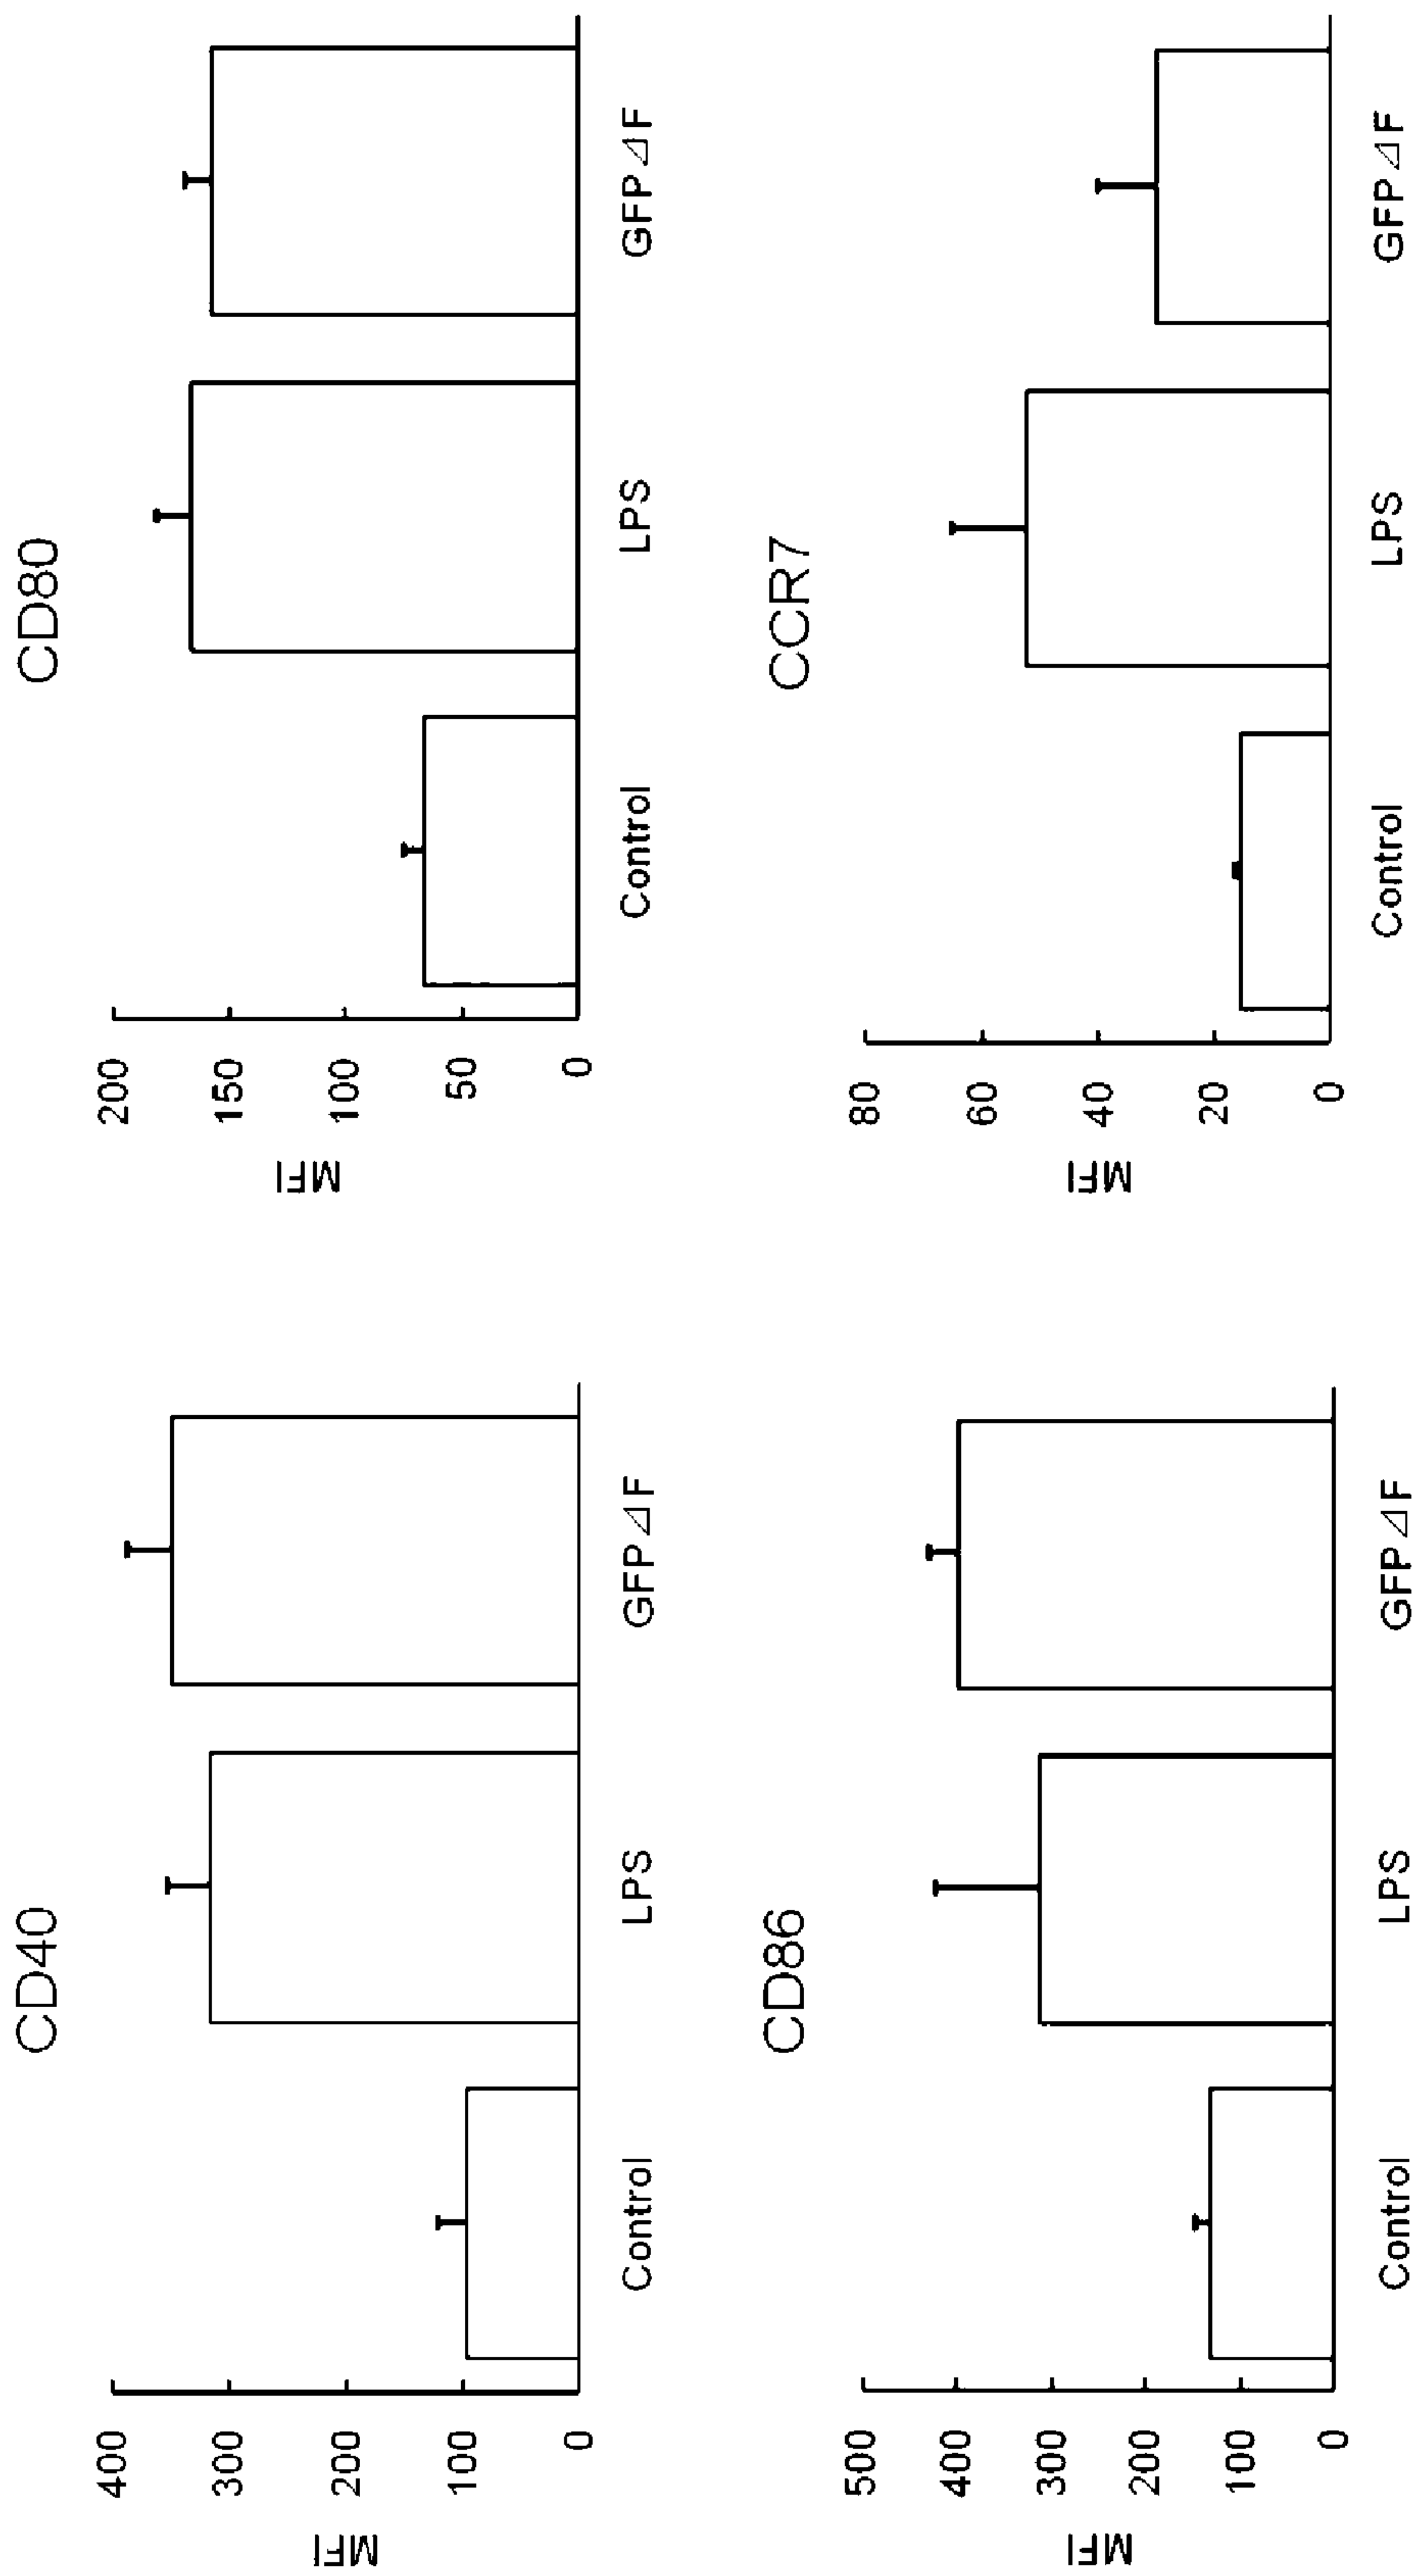 CD40
MFI
400
300
200
100
0
Control LPS GFP⊿F
CD80
MFI
200
150
100
50
0
Control LPS GFP⊿F
CD86
MFI
500
400
300
200
100
0
Control LPS GFP⊿F
CCR7
MFI
80
60
40
20
0
Control LPS GFP⊿F